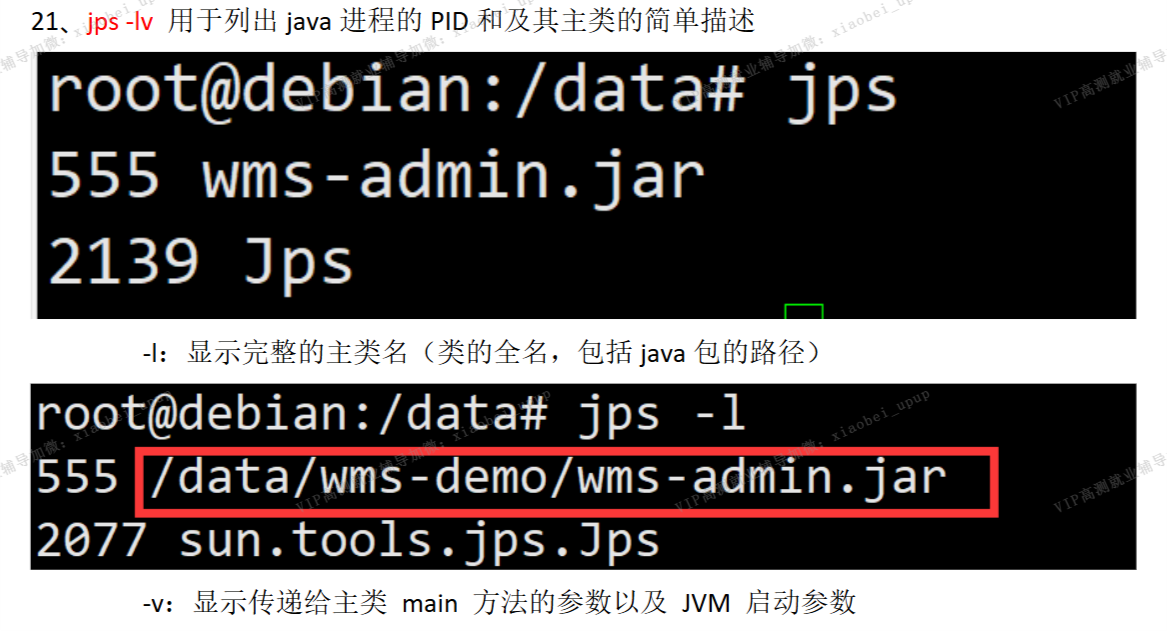 21、jps -lv 用于列出 java 进程的 PID 和及其主类的简单描述
root@debian:/data# jps
555 wms-admin.jar
2139 Jps
-l：显示完整的主类名（类的全名，包括 java 包的路径）
root@debian:/data# jps -l
555 /data/wms-demo/wms-admin.jar
2077 sun.tools.jps.Jps
-v：显示传递给主类 main 方法的参数以及 JVM 启动参数
VIP高测就业辅导加微：xiaobei_upup